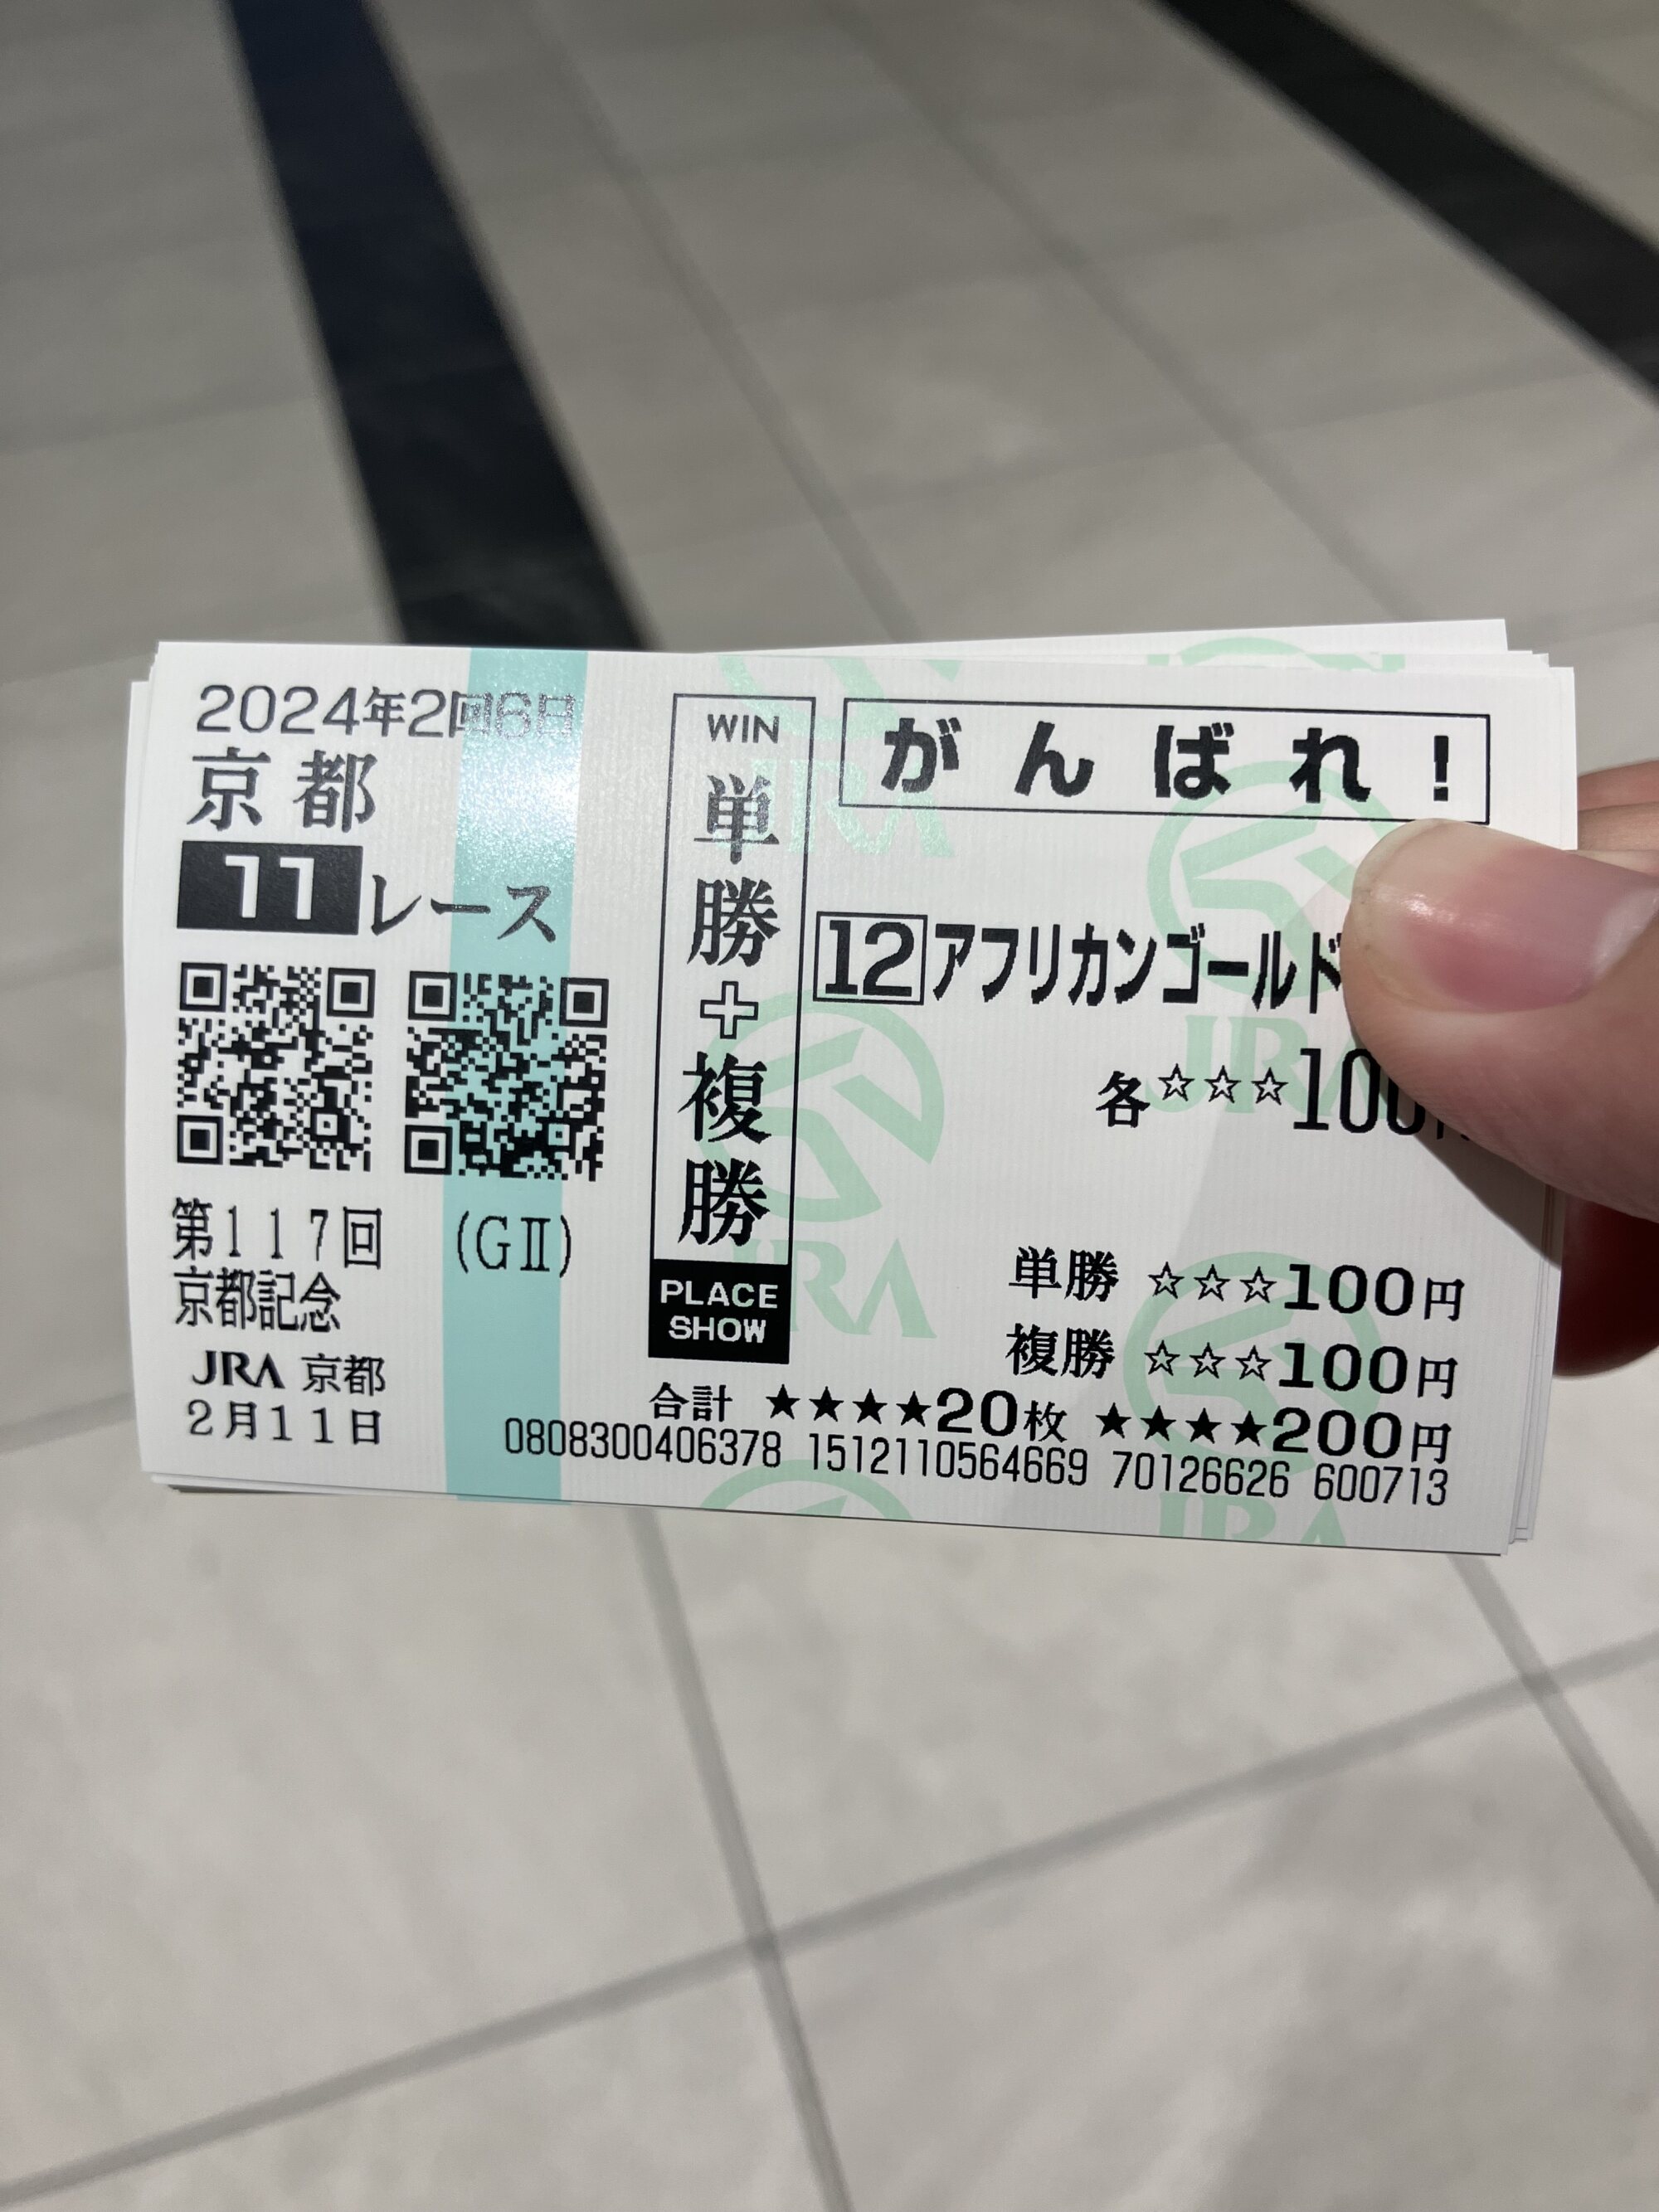 2024年2回6日
京都
11レース
第117回 (GⅡ)
京都記念
JRA 京都
2月11日
WIN
単勝+複勝
PLACE
SHOW
がんばれ!
12アフリカンゴールド
各☆☆☆100
単勝 ☆☆☆100円
複勝 ☆☆☆100円
合計 ★★★★20枚 ★★★★200円
0808300406378 1512110564669 70126626 600713